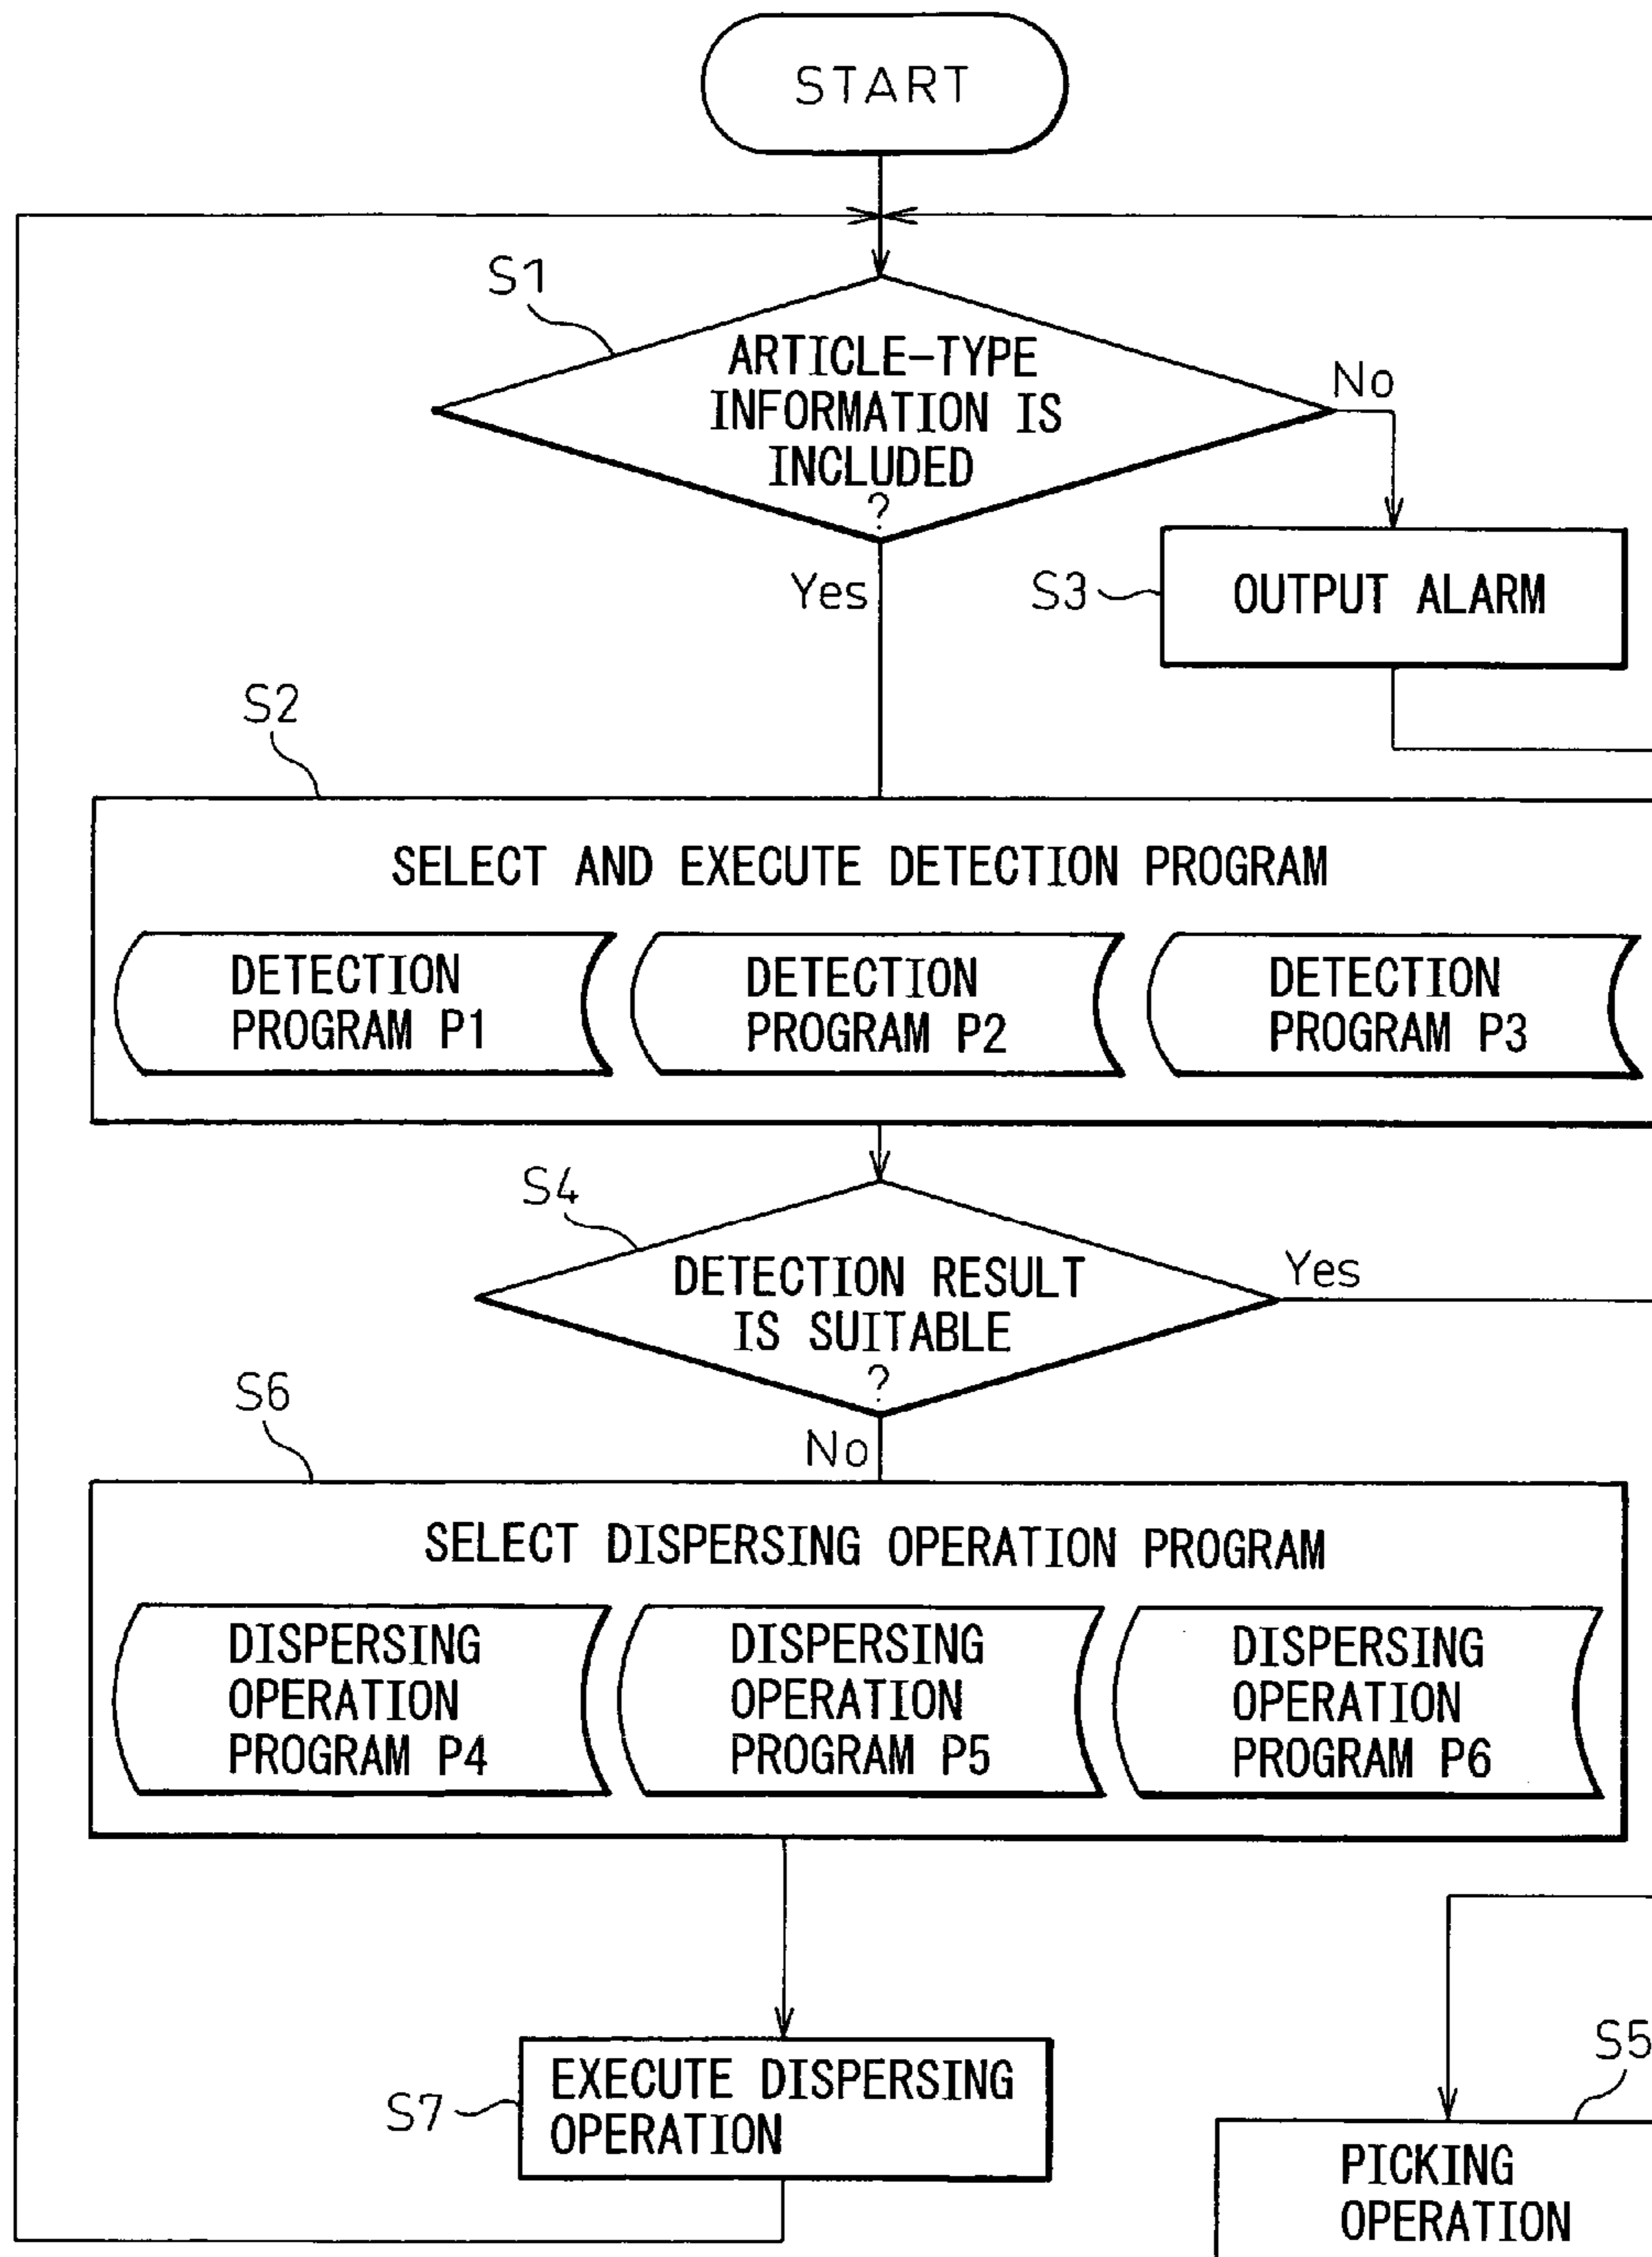 START
S1
ARTICLE-TYPE
INFORMATION IS
INCLUDED
?
No
Yes
S3
OUTPUT ALARM
S2
SELECT AND EXECUTE DETECTION PROGRAM
DETECTION
PROGRAM P1
DETECTION
PROGRAM P2
DETECTION
PROGRAM P3
S4
DETECTION RESULT
IS SUITABLE
?
Yes
No
S6
SELECT DISPERSING OPERATION PROGRAM
DISPERSING
OPERATION
PROGRAM P4
DISPERSING
OPERATION
PROGRAM P5
DISPERSING
OPERATION
PROGRAM P6
S7
EXECUTE DISPERSING
OPERATION
S5
PICKING
OPERATION